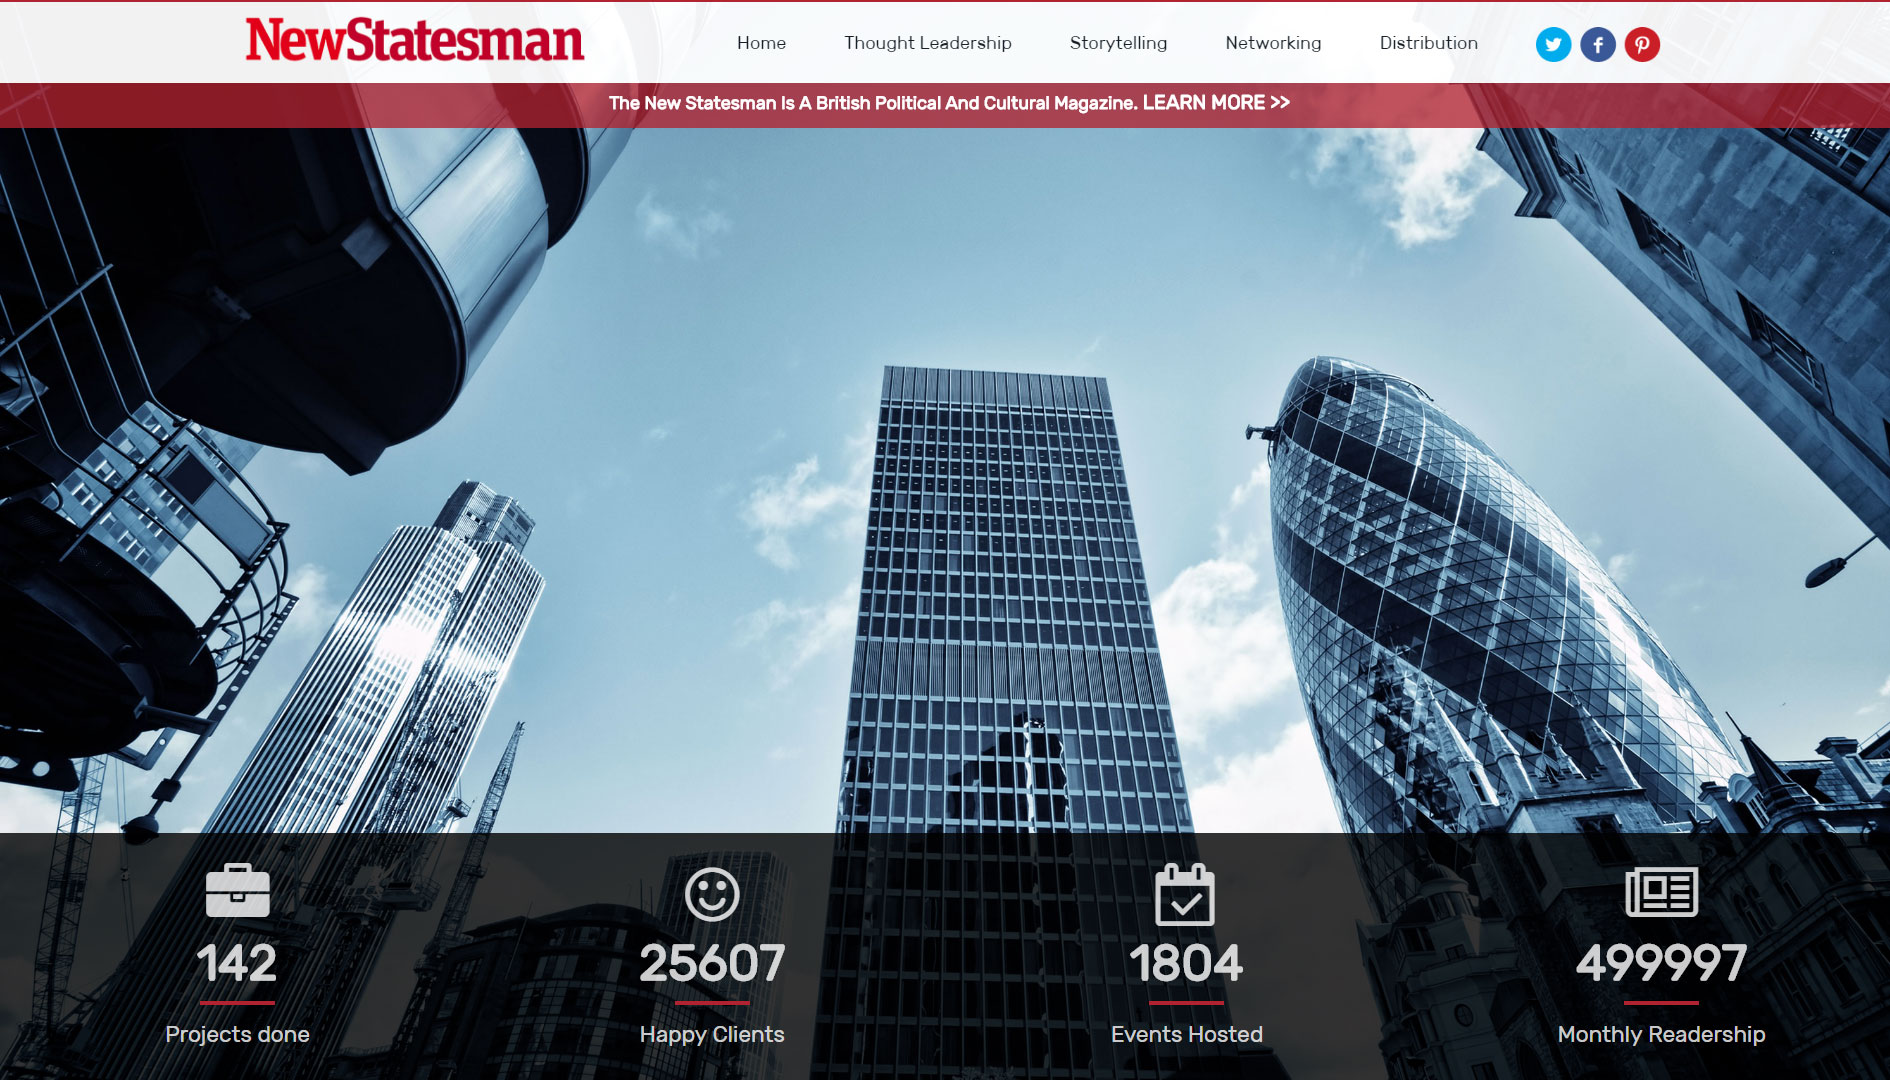 NewStatesman
Home Thought Leadership Storytelling Networking Distribution
The New Statesman Is A British Political And Cultural Magazine. LEARN MORE >>
142 25607 1804 499997
Projects done Happy Clients Events Hosted Monthly Readership